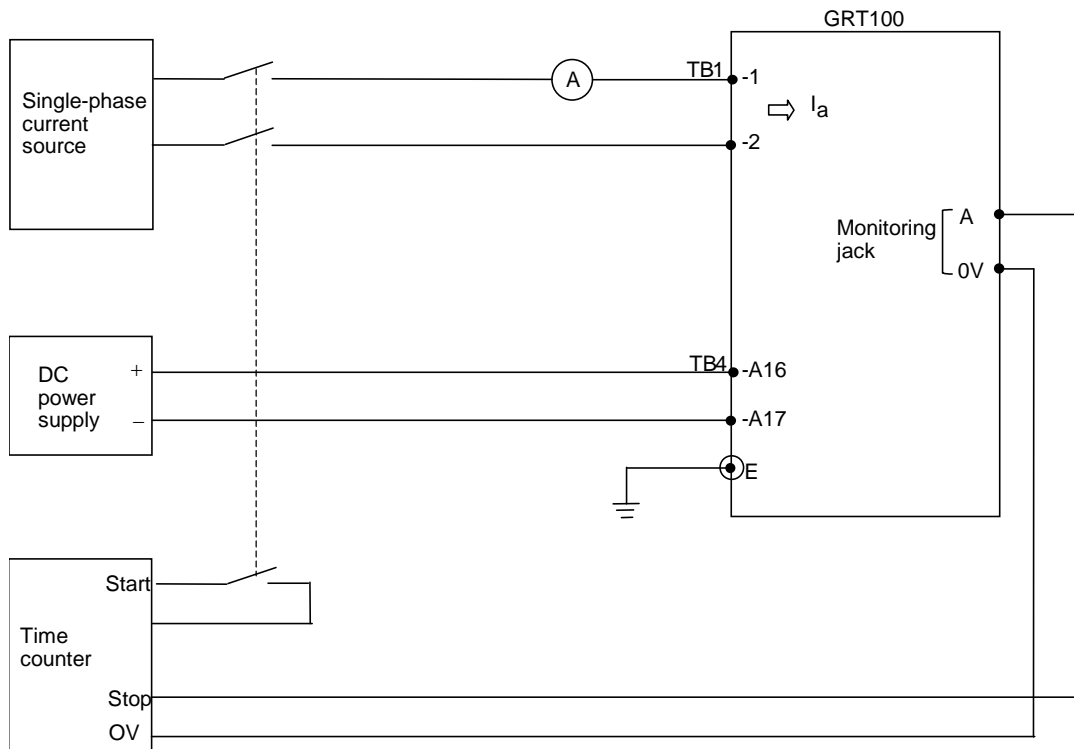 GRT100
Single-phase
current
source
A
TB1
-1
Ia
-2
Monitoring
jack
A
0V
DC
power
supply
+
−
TB4
-A16
-A17
E
Time
counter
Start
Stop
OV